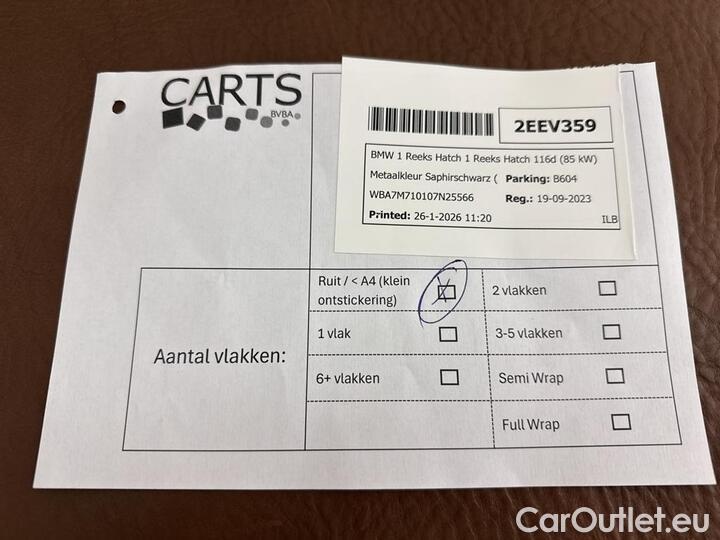 CARTS
BVBA
2EEV359
BMW 1 Reeks Hatch 1 Reeks Hatch 116d (85 kW)
Metaalkleur Saphirschwarz ( Parking: B604
WBA7M710107N25566 Reg.: 19-09-2023
Printed: 26-1-2026 11:20 ILB
Aantal vlakken:
Ruit / < A4 (klein
ontstickering)
2 vlakken
1 vlak
3-5 vlakken
6+ vlakken
Semi Wrap
Full Wrap
CarOutlet.eu